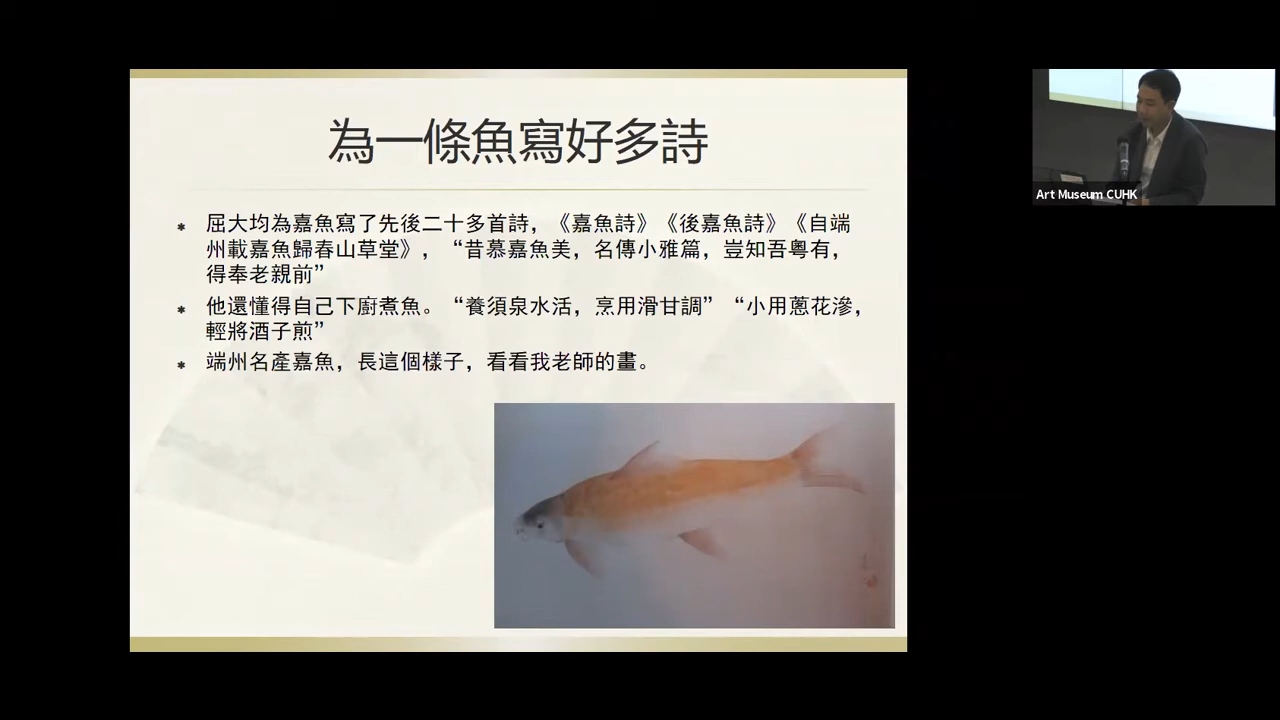 為一條魚寫好多詩
屈大均為嘉魚寫了先後二十多首詩，《嘉魚詩》《後嘉魚詩》《自端
州載嘉魚歸春山草堂》，“昔慕嘉魚美，名傳小雅篇，豈知吾粵有，
得奉老親前”
他還懂得自己下廚煮魚。“養須泉水活，烹用滑甘調”“小用蔥花滲，
輕將酒子煎”
端州名產嘉魚，長這個樣子，看看我老師的畫。
Art Museum CUHK